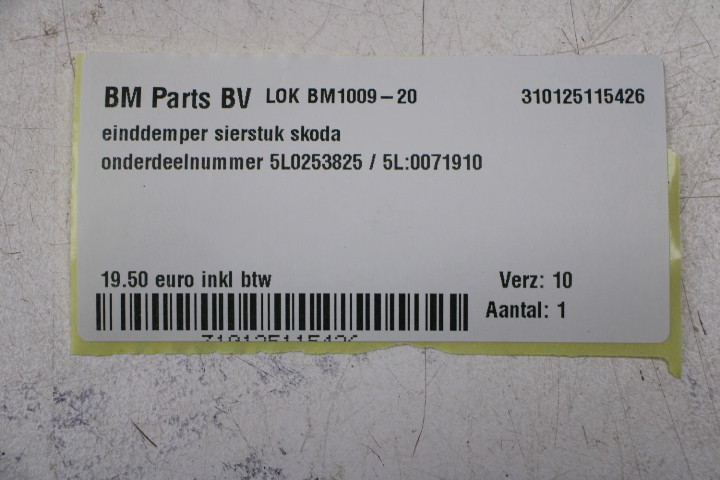 BM Parts BV LOK BM1009-20 310125115426
einddemper sierstuk skoda
onderdeelnummer 5L0253825 / 5L:0071910
19.50 euro inkl btw Verz: 10
Aantal: 1
310125115426